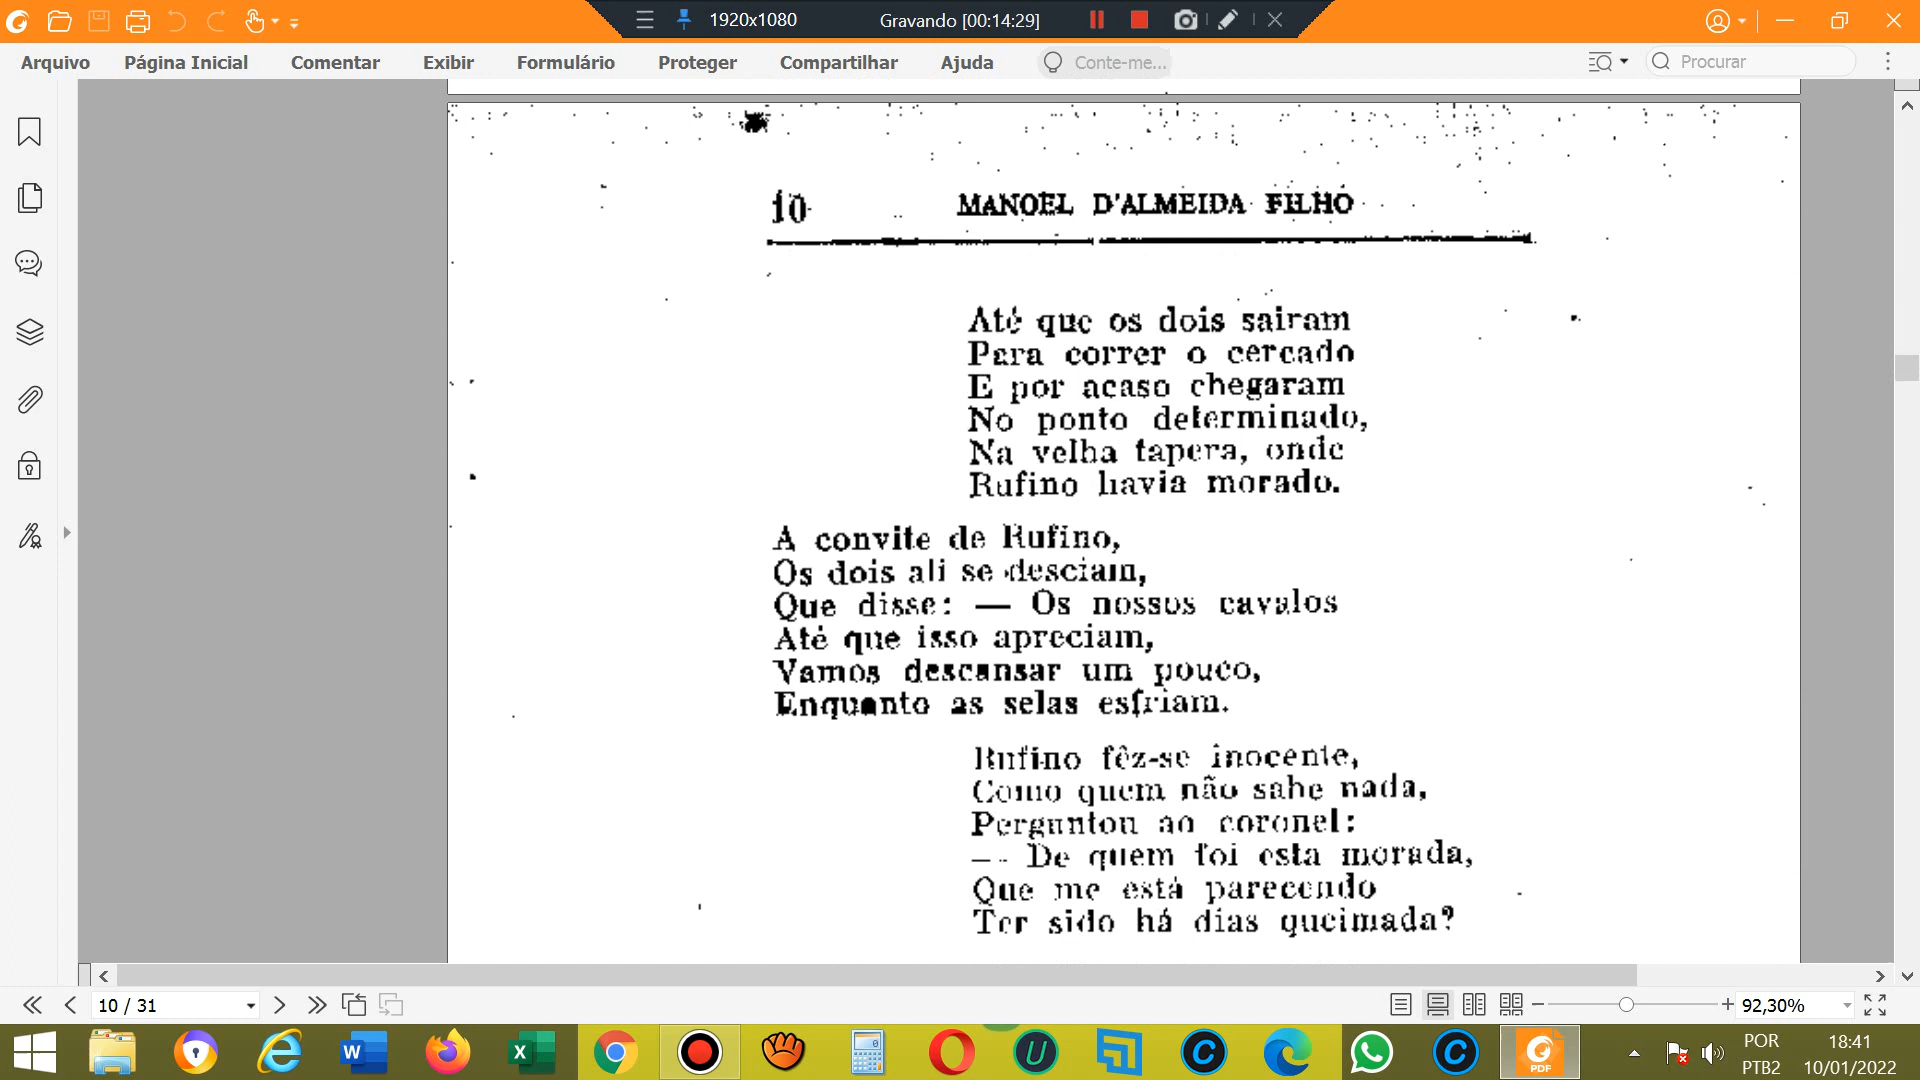 1920x1080
Gravando [00:14:29]
Arquivo
Página Inicial
Comentar
Exibir
Formulário
Proteger
Compartilhar
Ajuda
Conte-me...
Procurar
10 MANOEL D'ALMEIDA FILHO
Até que os dois sairam
Para correr o cercado
E por acaso chegaram
No ponto determinado,
Na velha tapera, onde
Rufino havia morado.
A convite de Rufino,
Os dois ali se desciam,
Que disse: — Os nossos cavalos
Até que isso apreciam,
Vamos descansar um pouco,
Enquanto as selas esfriam.
Rufino fêz-se inocente,
Como quem não sabe nada,
Perguntou ao coronel:
— De quem foi esta morada,
Que me está parecendo
Ter sido há dias queimada?
10 / 31
92,30%
POR
PTB2
18:41
10/01/2022
PDF